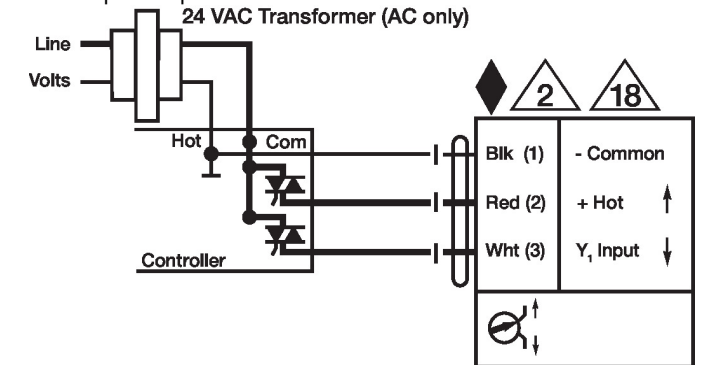 24 VAC Transformer (AC only)
Line
Volts
2
18
Hot
Com
Blk (1)
- Common
Red (2)
+ Hot
Wht (3)
Y1 Input
Controller